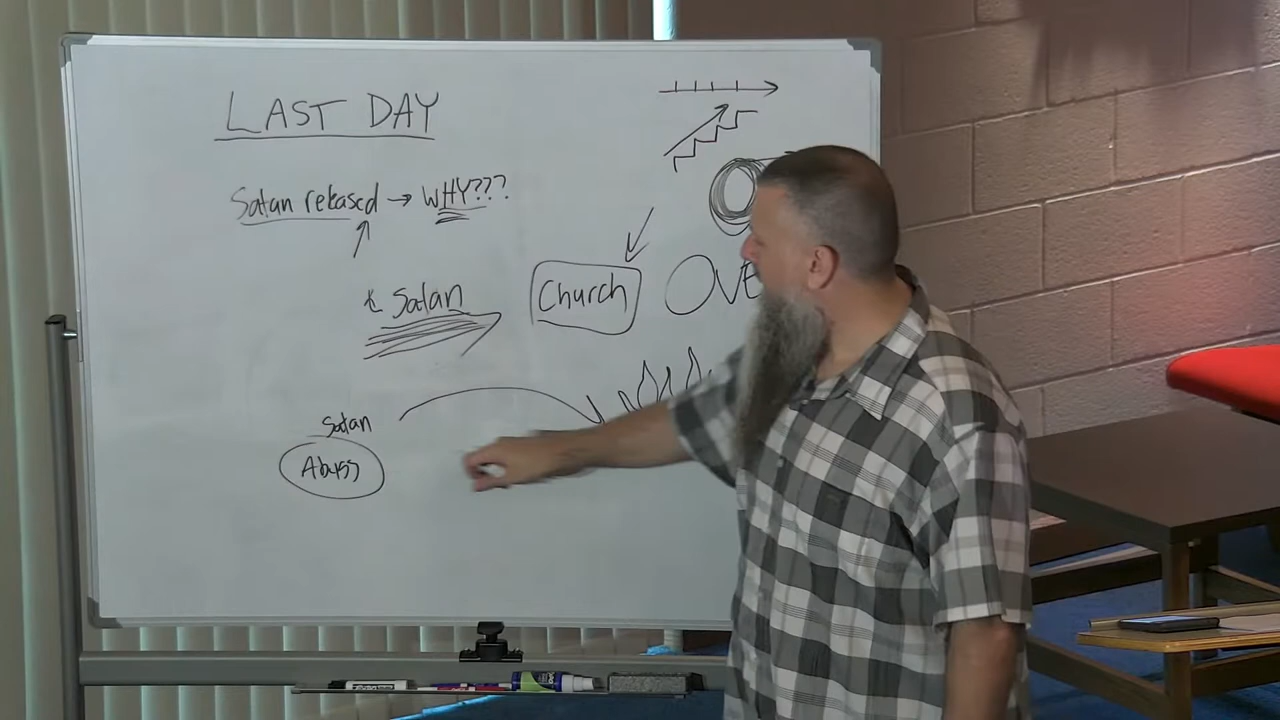 LAST DAY
Satan released → WHY???
Satan
Church
OVE
Satan
Abyss